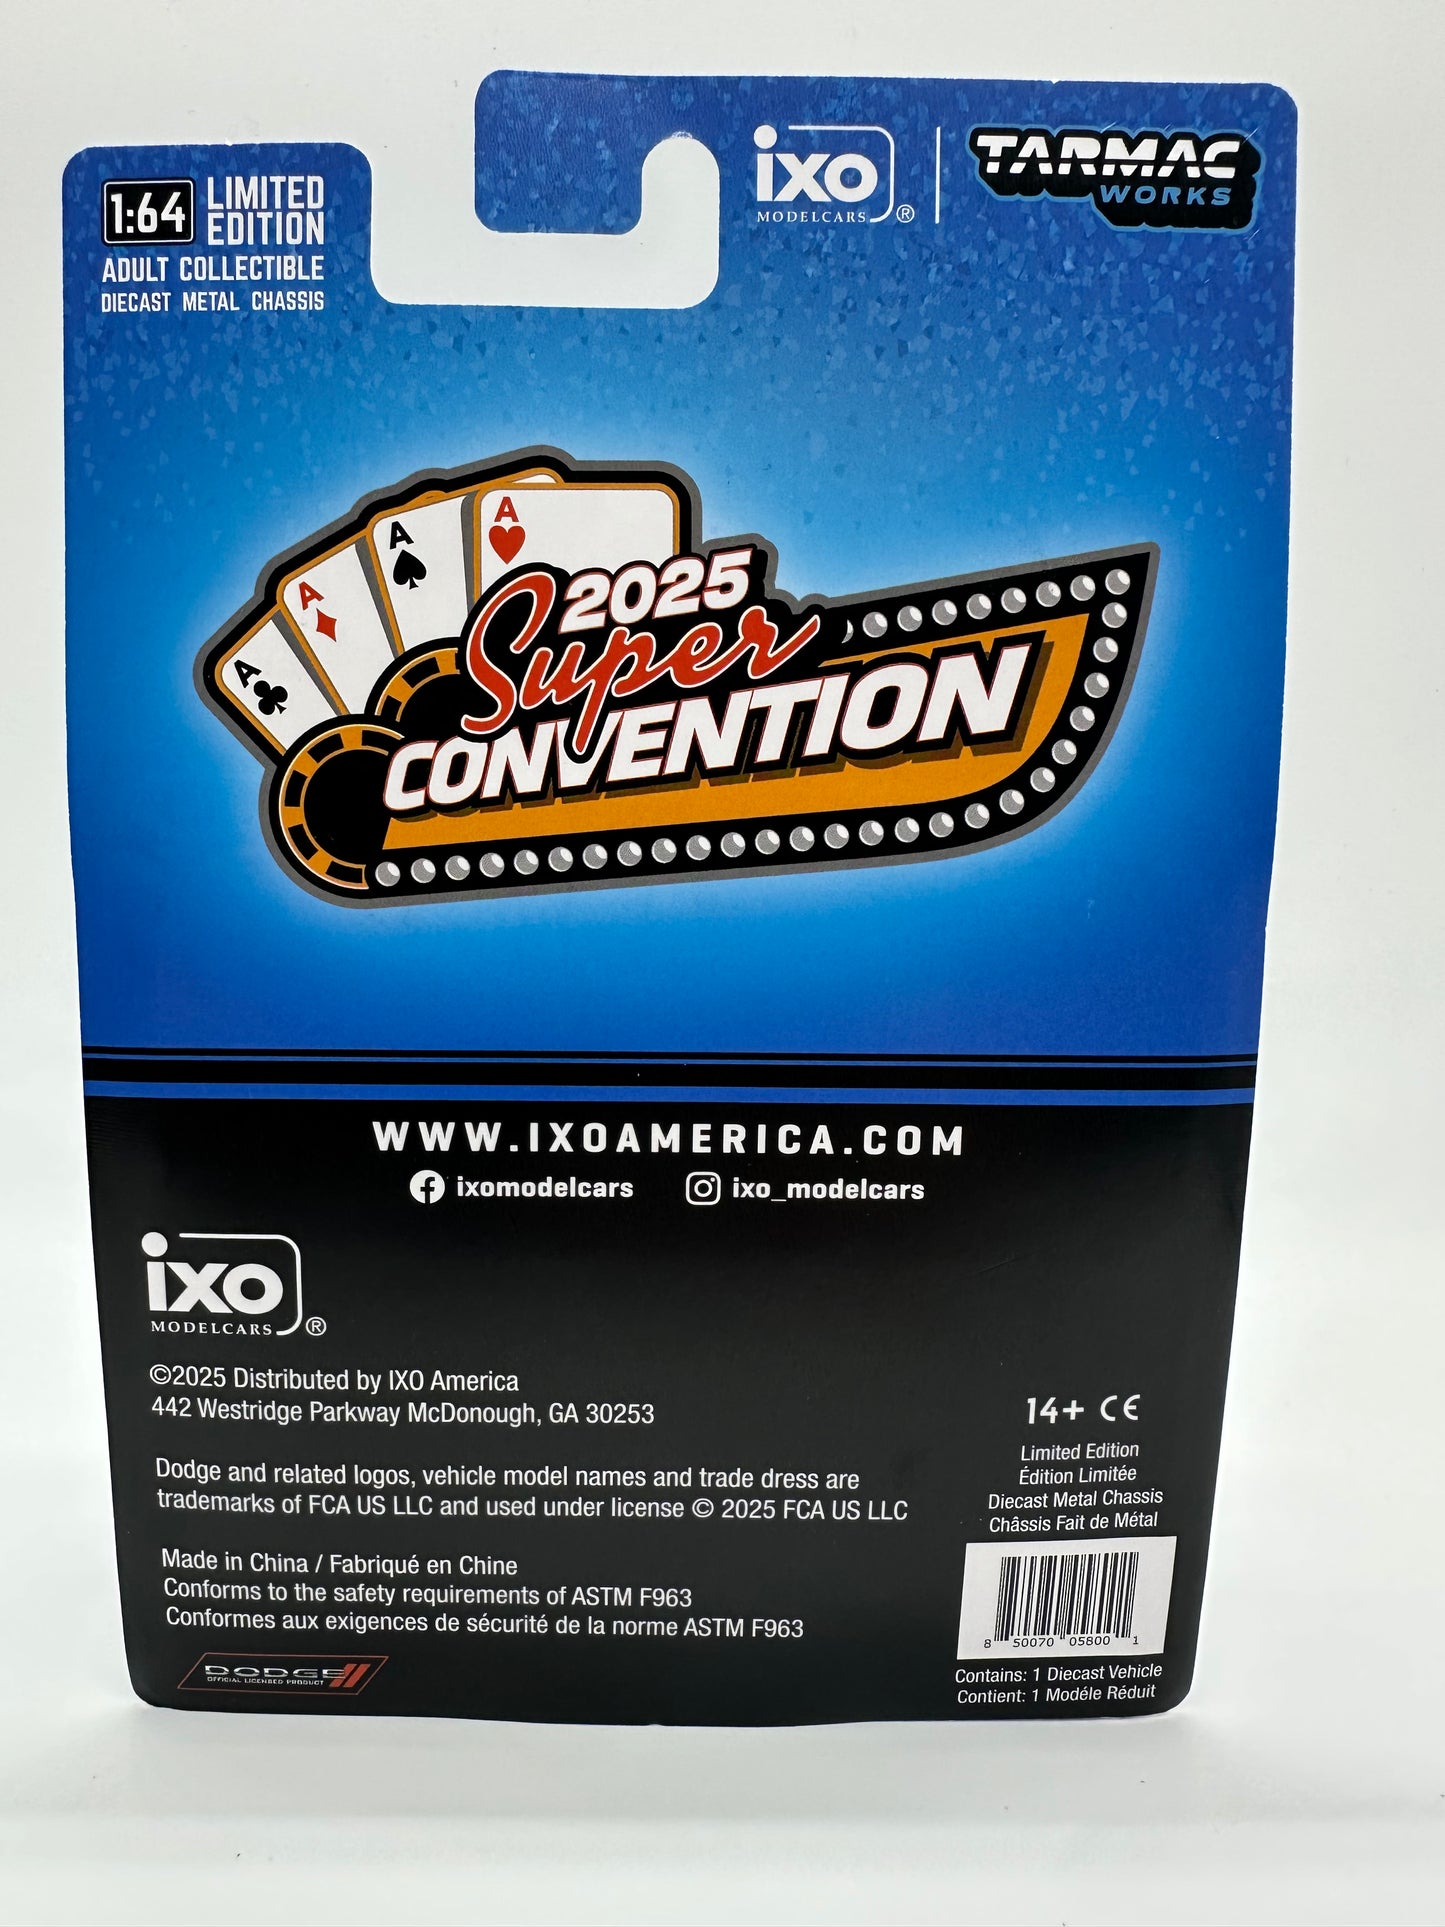 1:64 LIMITED
EDITION
ADULT COLLECTIBLE
DIECAST METAL CHASSIS
ixo
MODELCARS ®
TARMAC
WORKS
A
A
A
A
2025
Super
CONVENTION
WWW.IXOAMERICA.COM
ixomodelcars ixo_modelcars
ixo
MODELCARS ®
©2025 Distributed by IXO America
442 Westridge Parkway McDonough, GA 30253
Dodge and related logos, vehicle model names and trade dress are
trademarks of FCA US LLC and used under license © 2025 FCA US LLC
Made in China / Fabriqué en Chine
Conforms to the safety requirements of ASTM F963
Conformes aux exigences de sécurité de la norme ASTM F963
DODGE
OFFICIAL LICENSED PRODUCT
14+ CE
Limited Edition
Édition Limitée
Diecast Metal Chassis
Châssis Fait de Métal
8 50070 05800 1
Contains: 1 Diecast Vehicle
Contient: 1 Modéle Réduit